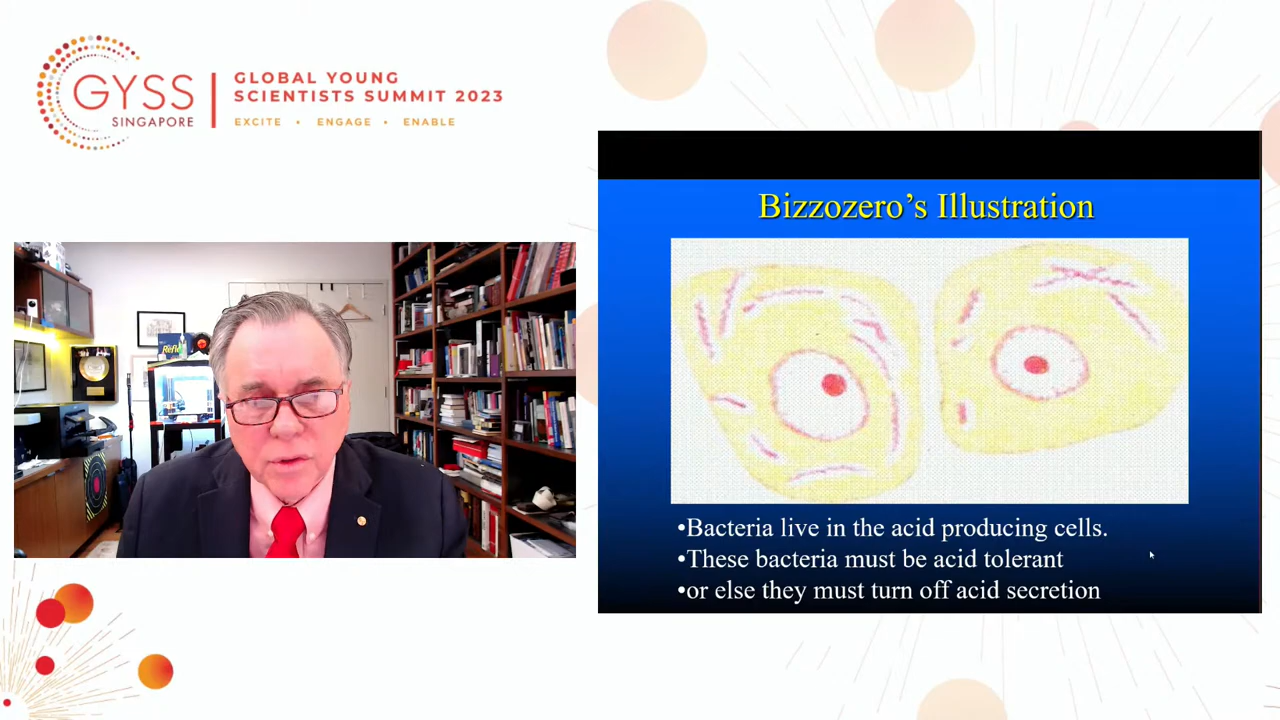 GYSS
SINGAPORE
GLOBAL YOUNG
SCIENTISTS SUMMIT 2023
EXCITE • ENGAGE • ENABLE
Bizzozero’s Illustration
•Bacteria live in the acid producing cells.
•These bacteria must be acid tolerant
•or else they must turn off acid secretion